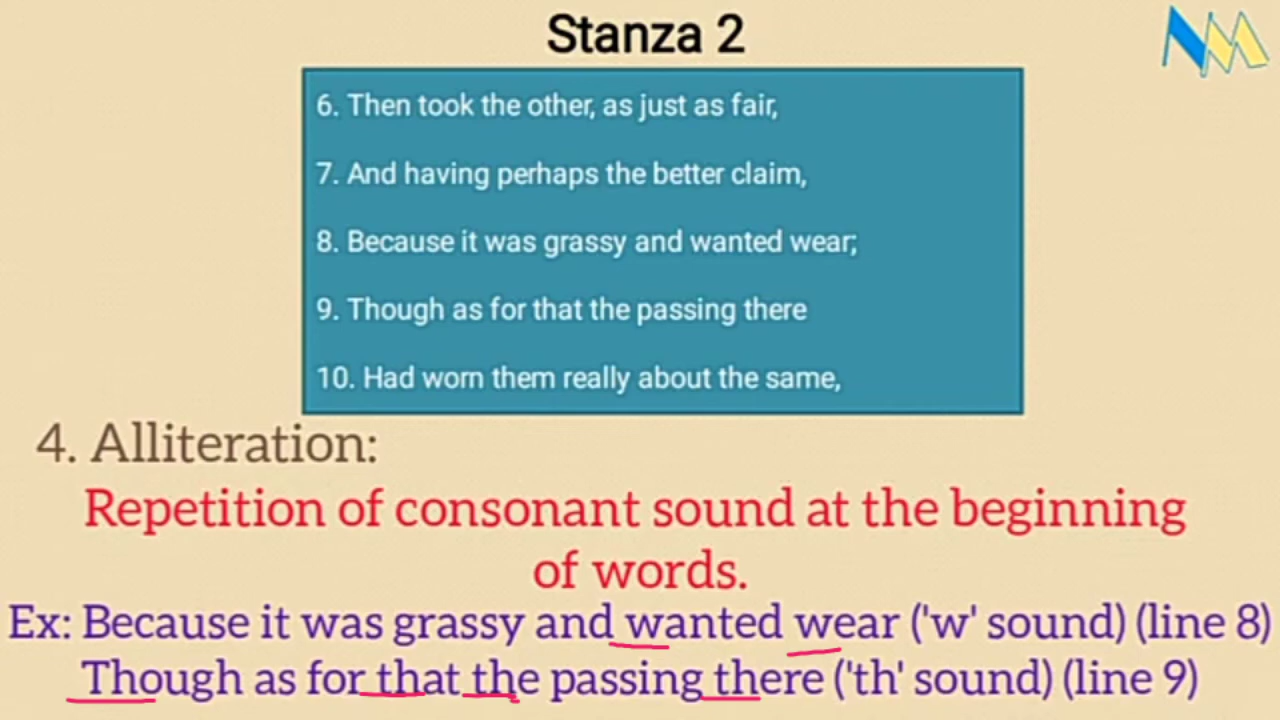 Stanza 2
NM
6. Then took the other, as just as fair,
7. And having perhaps the better claim,
8. Because it was grassy and wanted wear;
9. Though as for that the passing there
10. Had worn them really about the same,
4. Alliteration:
Repetition of consonant sound at the beginning
of words.
Ex: Because it was grassy and wanted wear ('w' sound) (line 8)
Though as for that the passing there ('th' sound) (line 9)